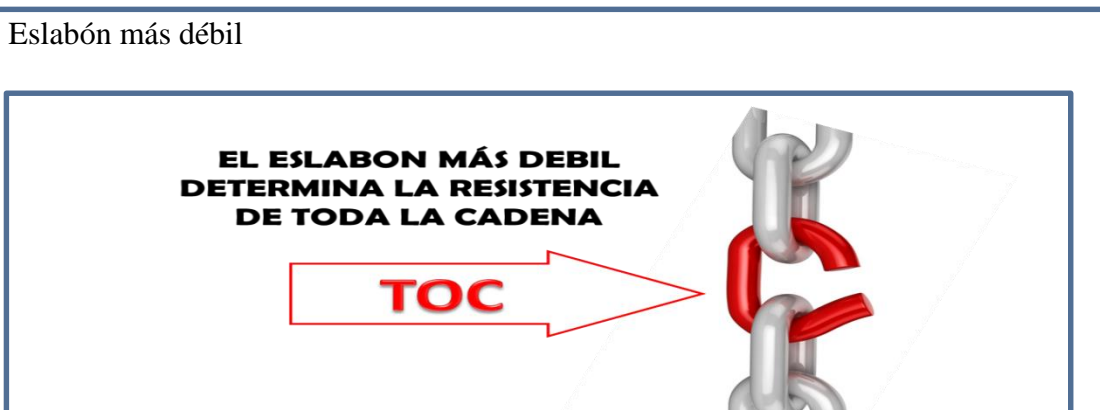 Eslabón más débil
EL ESLABON MÁS DEBIL
DETERMINA LA RESISTENCIA
DE TODA LA CADENA
TOC